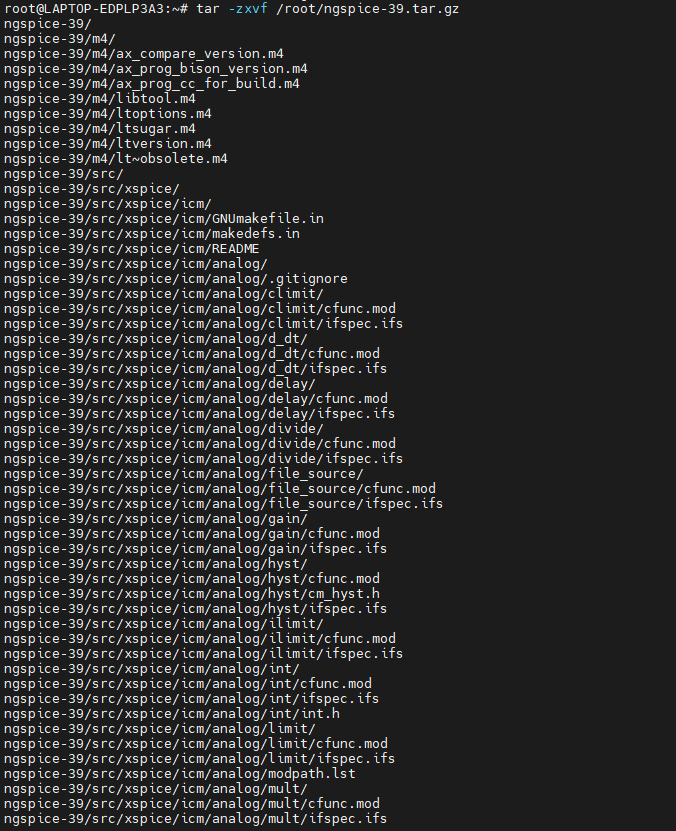 root@LAPTOP-EDPLP3A3:~# tar -zxvf /root/ngspice-39.tar.gz
ngspice-39/
ngspice-39/m4/
ngspice-39/m4/ax_compare_version.m4
ngspice-39/m4/ax_prog_bison_version.m4
ngspice-39/m4/ax_prog_cc_for_build.m4
ngspice-39/m4/libtool.m4
ngspice-39/m4/ltoptions.m4
ngspice-39/m4/ltsugar.m4
ngspice-39/m4/ltversion.m4
ngspice-39/m4/lt~obsolete.m4
ngspice-39/src/
ngspice-39/src/xspice/
ngspice-39/src/xspice/icm/
ngspice-39/src/xspice/icm/GNUmakefile.in
ngspice-39/src/xspice/icm/makedefs.in
ngspice-39/src/xspice/icm/README
ngspice-39/src/xspice/icm/analog/
ngspice-39/src/xspice/icm/analog/.gitignore
ngspice-39/src/xspice/icm/analog/climit/
ngspice-39/src/xspice/icm/analog/climit/cfunc.mod
ngspice-39/src/xspice/icm/analog/climit/ifspec.ifs
ngspice-39/src/xspice/icm/analog/d_dt/
ngspice-39/src/xspice/icm/analog/d_dt/cfunc.mod
ngspice-39/src/xspice/icm/analog/d_dt/ifspec.ifs
ngspice-39/src/xspice/icm/analog/delay/
ngspice-39/src/xspice/icm/analog/delay/cfunc.mod
ngspice-39/src/xspice/icm/analog/delay/ifspec.ifs
ngspice-39/src/xspice/icm/analog/divide/
ngspice-39/src/xspice/icm/analog/divide/cfunc.mod
ngspice-39/src/xspice/icm/analog/divide/ifspec.ifs
ngspice-39/src/xspice/icm/analog/file_source/
ngspice-39/src/xspice/icm/analog/file_source/cfunc.mod
ngspice-39/src/xspice/icm/analog/file_source/ifspec.ifs
ngspice-39/src/xspice/icm/analog/gain/
ngspice-39/src/xspice/icm/analog/gain/cfunc.mod
ngspice-39/src/xspice/icm/analog/gain/ifspec.ifs
ngspice-39/src/xspice/icm/analog/hyst/
ngspice-39/src/xspice/icm/analog/hyst/cfunc.mod
ngspice-39/src/xspice/icm/analog/hyst/cm_hyst.h
ngspice-39/src/xspice/icm/analog/hyst/ifspec.ifs
ngspice-39/src/xspice/icm/analog/ilimit/
ngspice-39/src/xspice/icm/analog/ilimit/cfunc.mod
ngspice-39/src/xspice/icm/analog/ilimit/ifspec.ifs
ngspice-39/src/xspice/icm/analog/int/
ngspice-39/src/xspice/icm/analog/int/cfunc.mod
ngspice-39/src/xspice/icm/analog/int/ifspec.ifs
ngspice-39/src/xspice/icm/analog/int/int.h
ngspice-39/src/xspice/icm/analog/limit/
ngspice-39/src/xspice/icm/analog/limit/cfunc.mod
ngspice-39/src/xspice/icm/analog/limit/ifspec.ifs
ngspice-39/src/xspice/icm/analog/modpath.lst
ngspice-39/src/xspice/icm/analog/mult/
ngspice-39/src/xspice/icm/analog/mult/cfunc.mod
ngspice-39/src/xspice/icm/analog/mult/ifspec.ifs